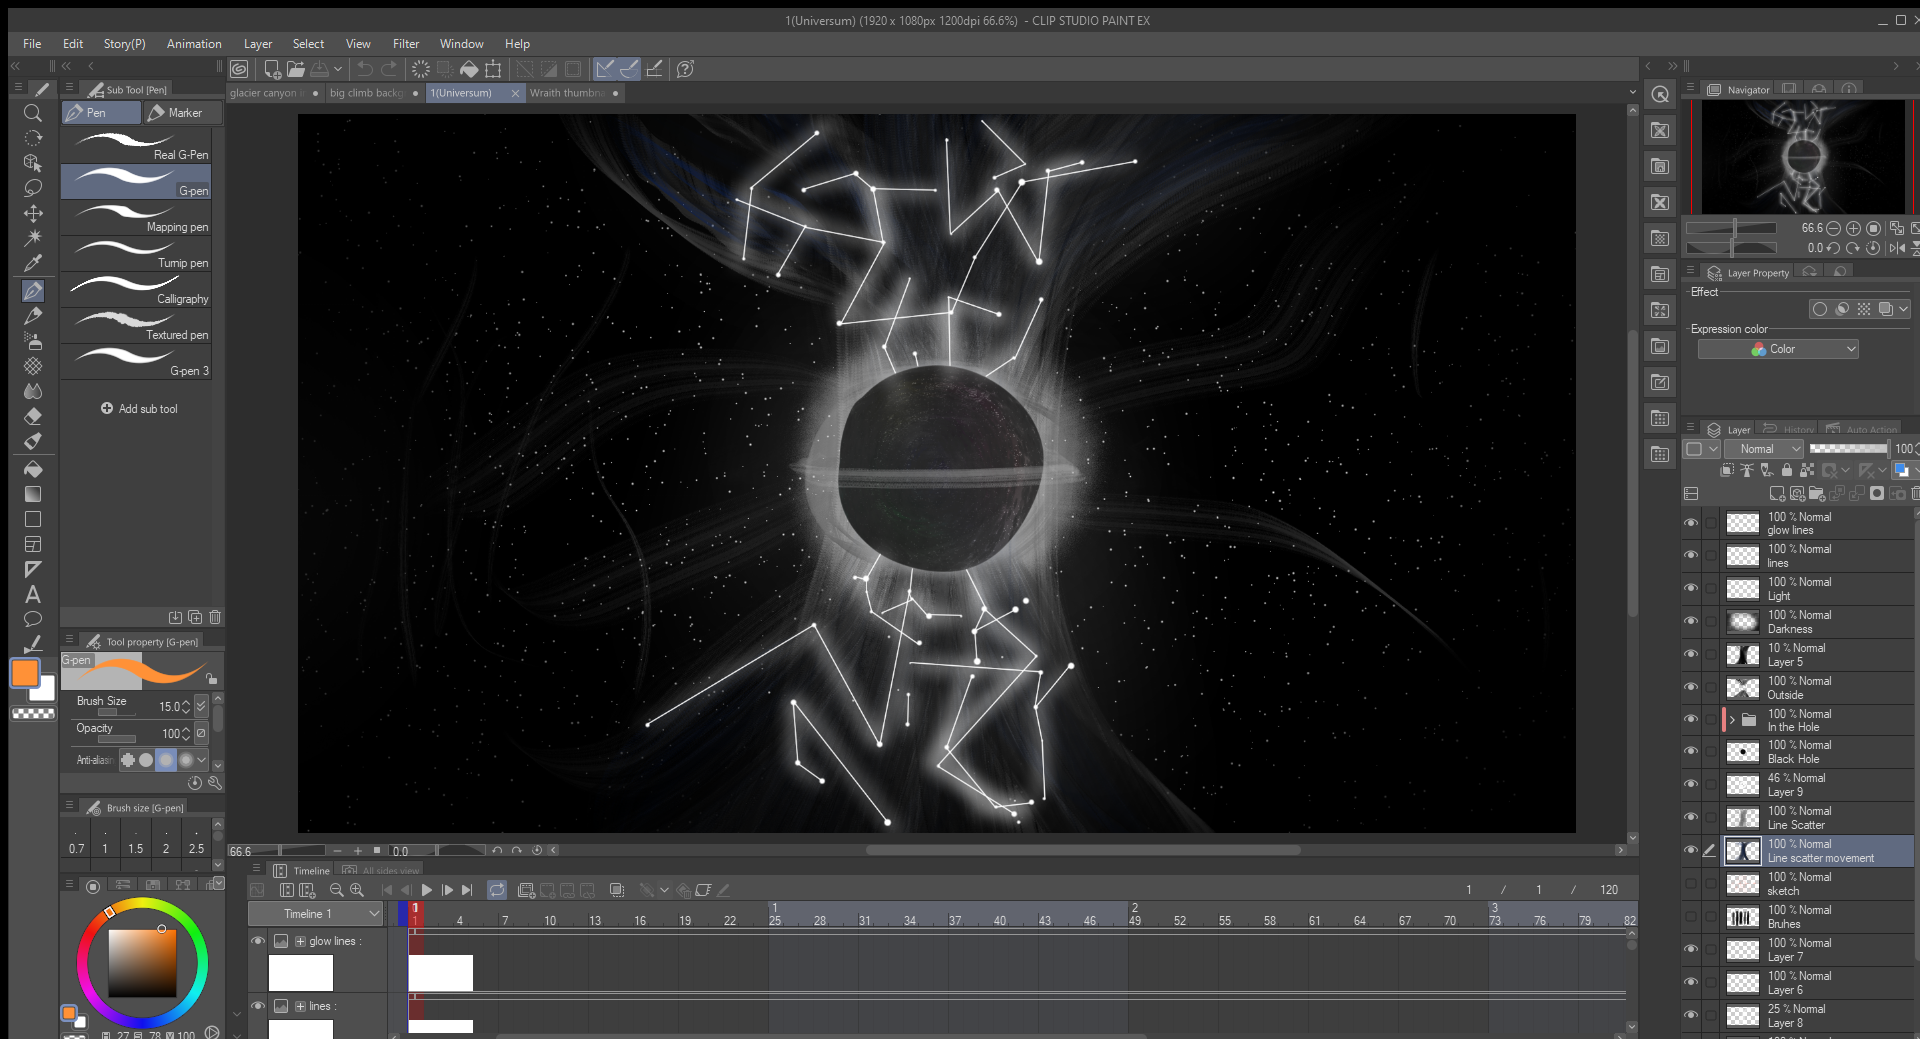 1(Universum) (1920 x 1080px 1200dpi 66.6%) - CLIP STUDIO PAINT EX
File Edit Story(P) Animation Layer Select View Filter Window Help
glacier canyon
big climb backg
1(Universum)
Wraith thumbna
Sub Tool [Pen]
Pen
Marker
Real G-Pen
G-pen
Mapping pen
Turnip pen
Calligraphy
Textured pen
G-pen 3
Add sub tool
Tool property [G-pen]
G-pen
Brush Size 15.0
Opacity 100
Anti-aliasin
Brush size [G-pen]
0.7 1 1.5 2 2.5
27 78 100
66.6 0.0
Timeline
All sides view
1 / 1 / 120
Timeline 1
1 2 3
1 4 7 10 13 16 19 22 25 28 31 34 37 40 43 46 49 52 55 58 61 64 67 70 73 76 79 82
glow lines :
lines :
Navigator
66.6
0.0
Layer Property
Effect
Expression color
Color
Layer
History
Auto Action
Normal
100
100 % Normal
glow lines
100 % Normal
lines
100 % Normal
Light
100 % Normal
Darkness
10 % Normal
Layer 5
100 % Normal
Outside
100 % Normal
In the Hole
100 % Normal
Black Hole
46 % Normal
Layer 9
100 % Normal
Line Scatter
100 % Normal
Line scatter movement
100 % Normal
sketch
100 % Normal
Bruhes
100 % Normal
Layer 7
100 % Normal
Layer 6
25 % Normal
Layer 8